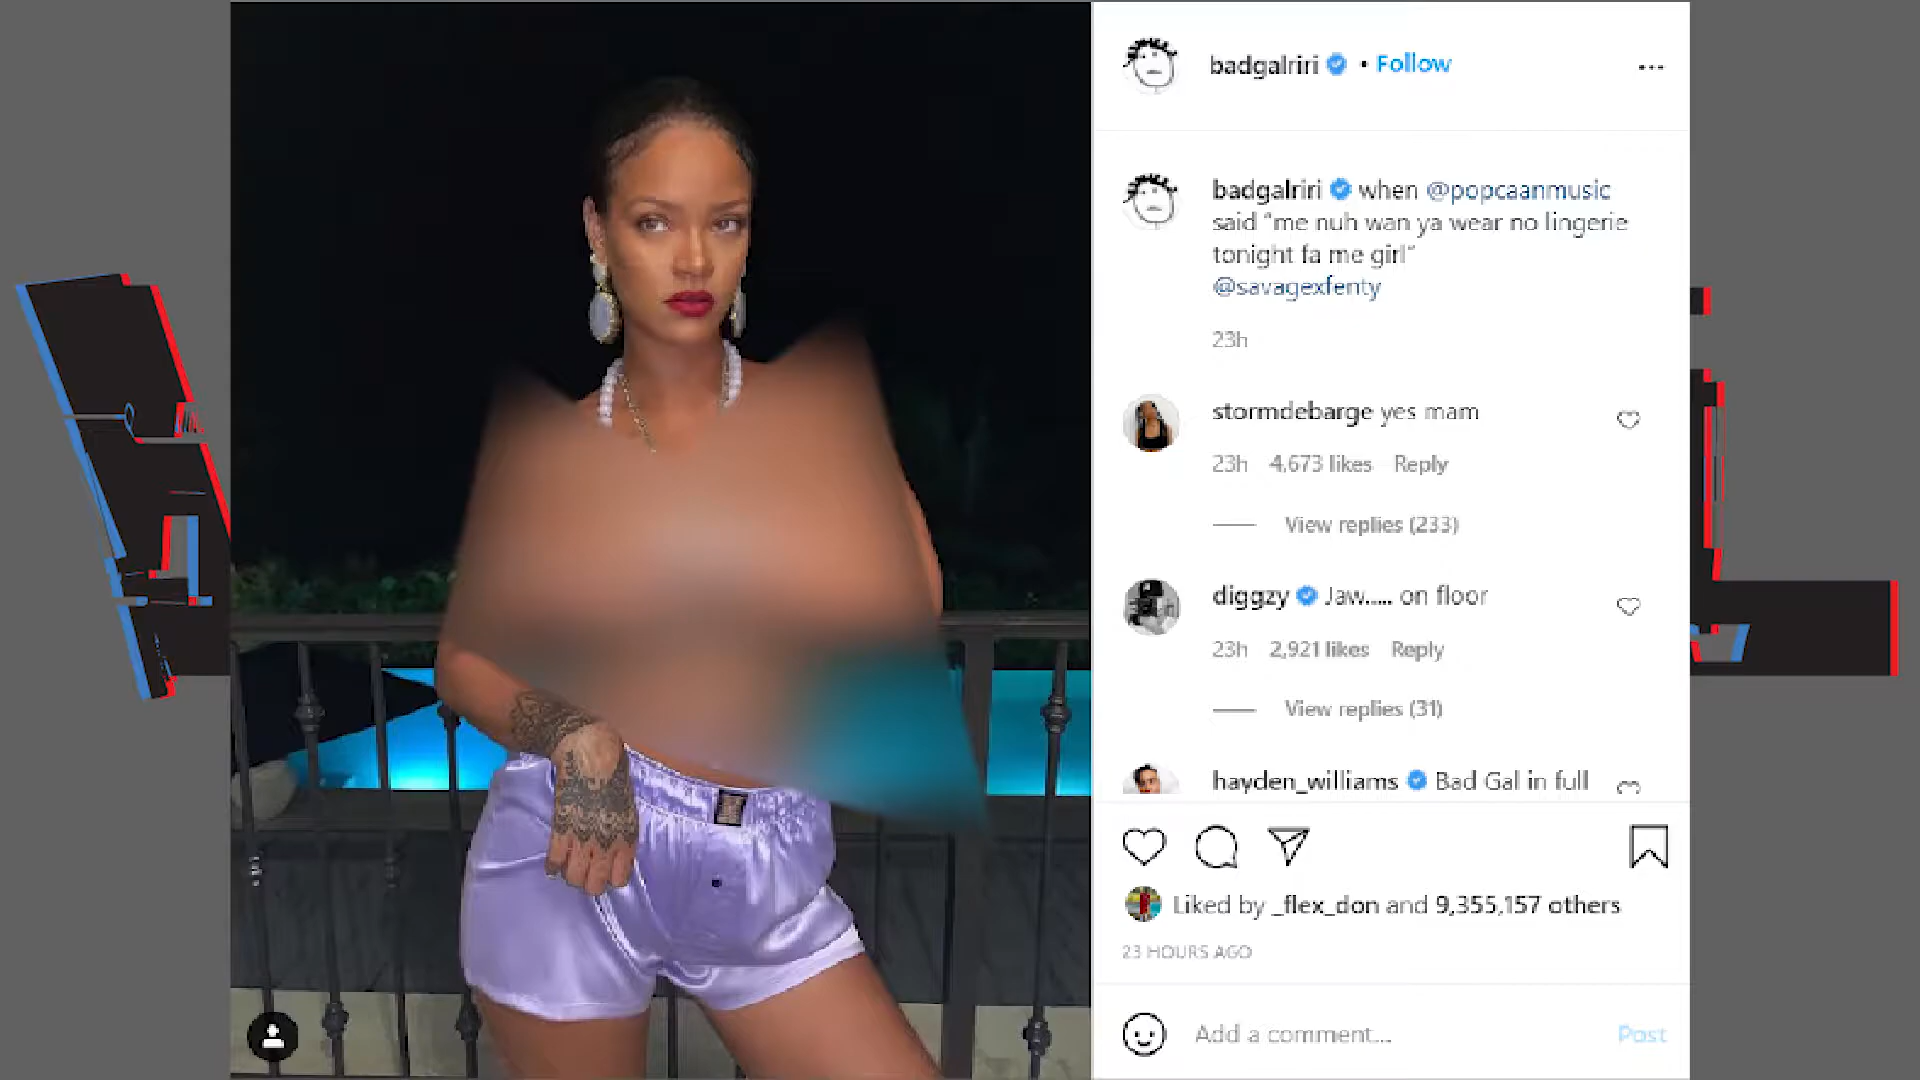 badgalriri • Follow
badgalriri when @popcaanmusic
said “me nuh wan ya wear no lingerie
tonight fa me girl”
@savagexfenty
23h
stormdebarge yes mam
23h 4,673 likes Reply
View replies (233)
diggzy Jaw..... on floor
23h 2,921 likes Reply
View replies (31)
hayden_williams Bad Gal in full
Liked by _flex_don and 9,355,157 others
23 HOURS AGO
Add a comment... Post